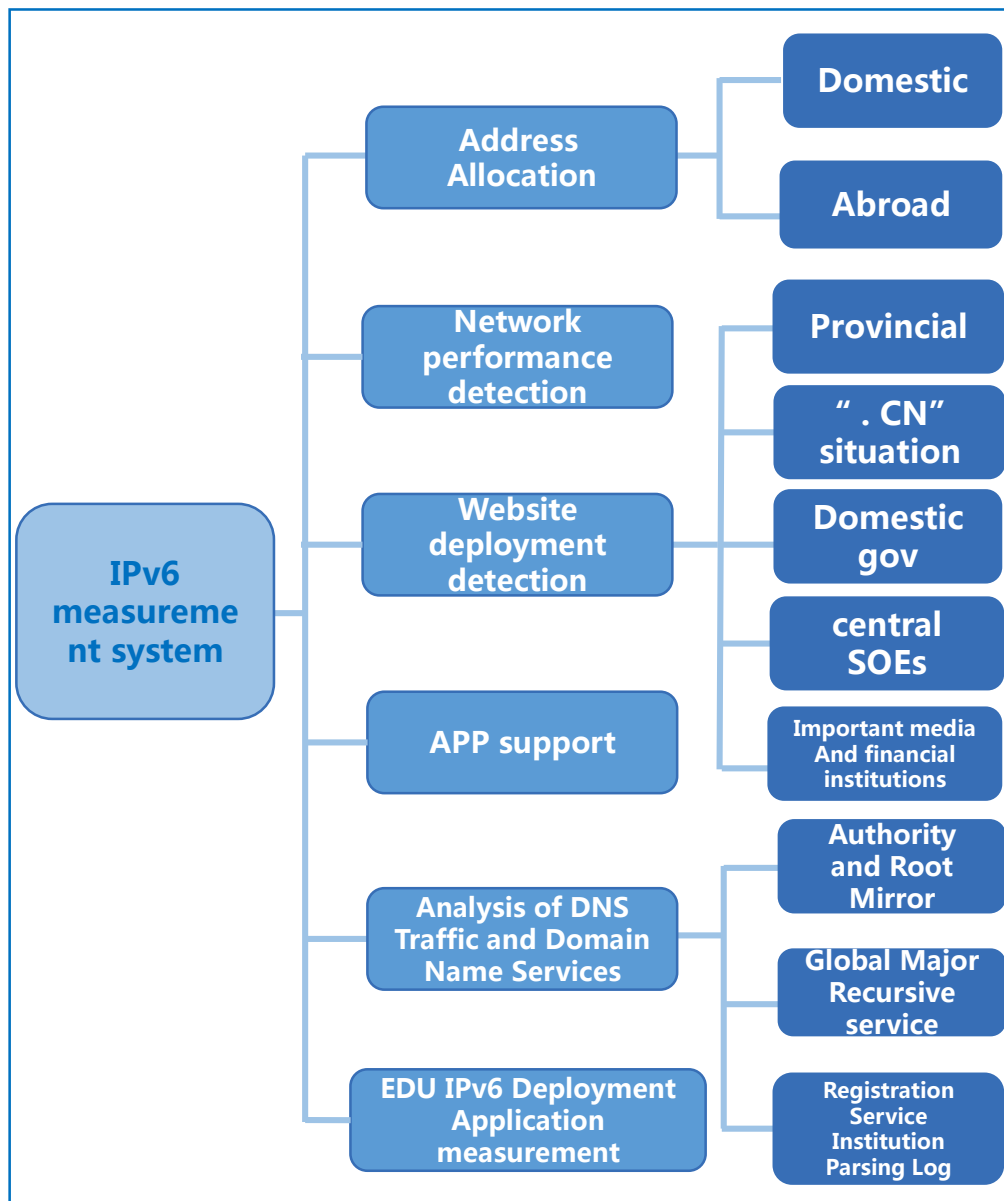 IPv6
measureme
nt system
Address
Allocation
Domestic
Abroad
Network
performance
detection
Website
deployment
detection
Provincial
“ . CN”
situation
Domestic
gov
central
SOEs
Important media
And financial
institutions
APP support
Analysis of DNS
Traffic and Domain
Name Services
Authority
and Root
Mirror
Global Major
Recursive
service
Registration
Service
Institution
Parsing Log
EDU IPv6 Deployment
Application
measurement